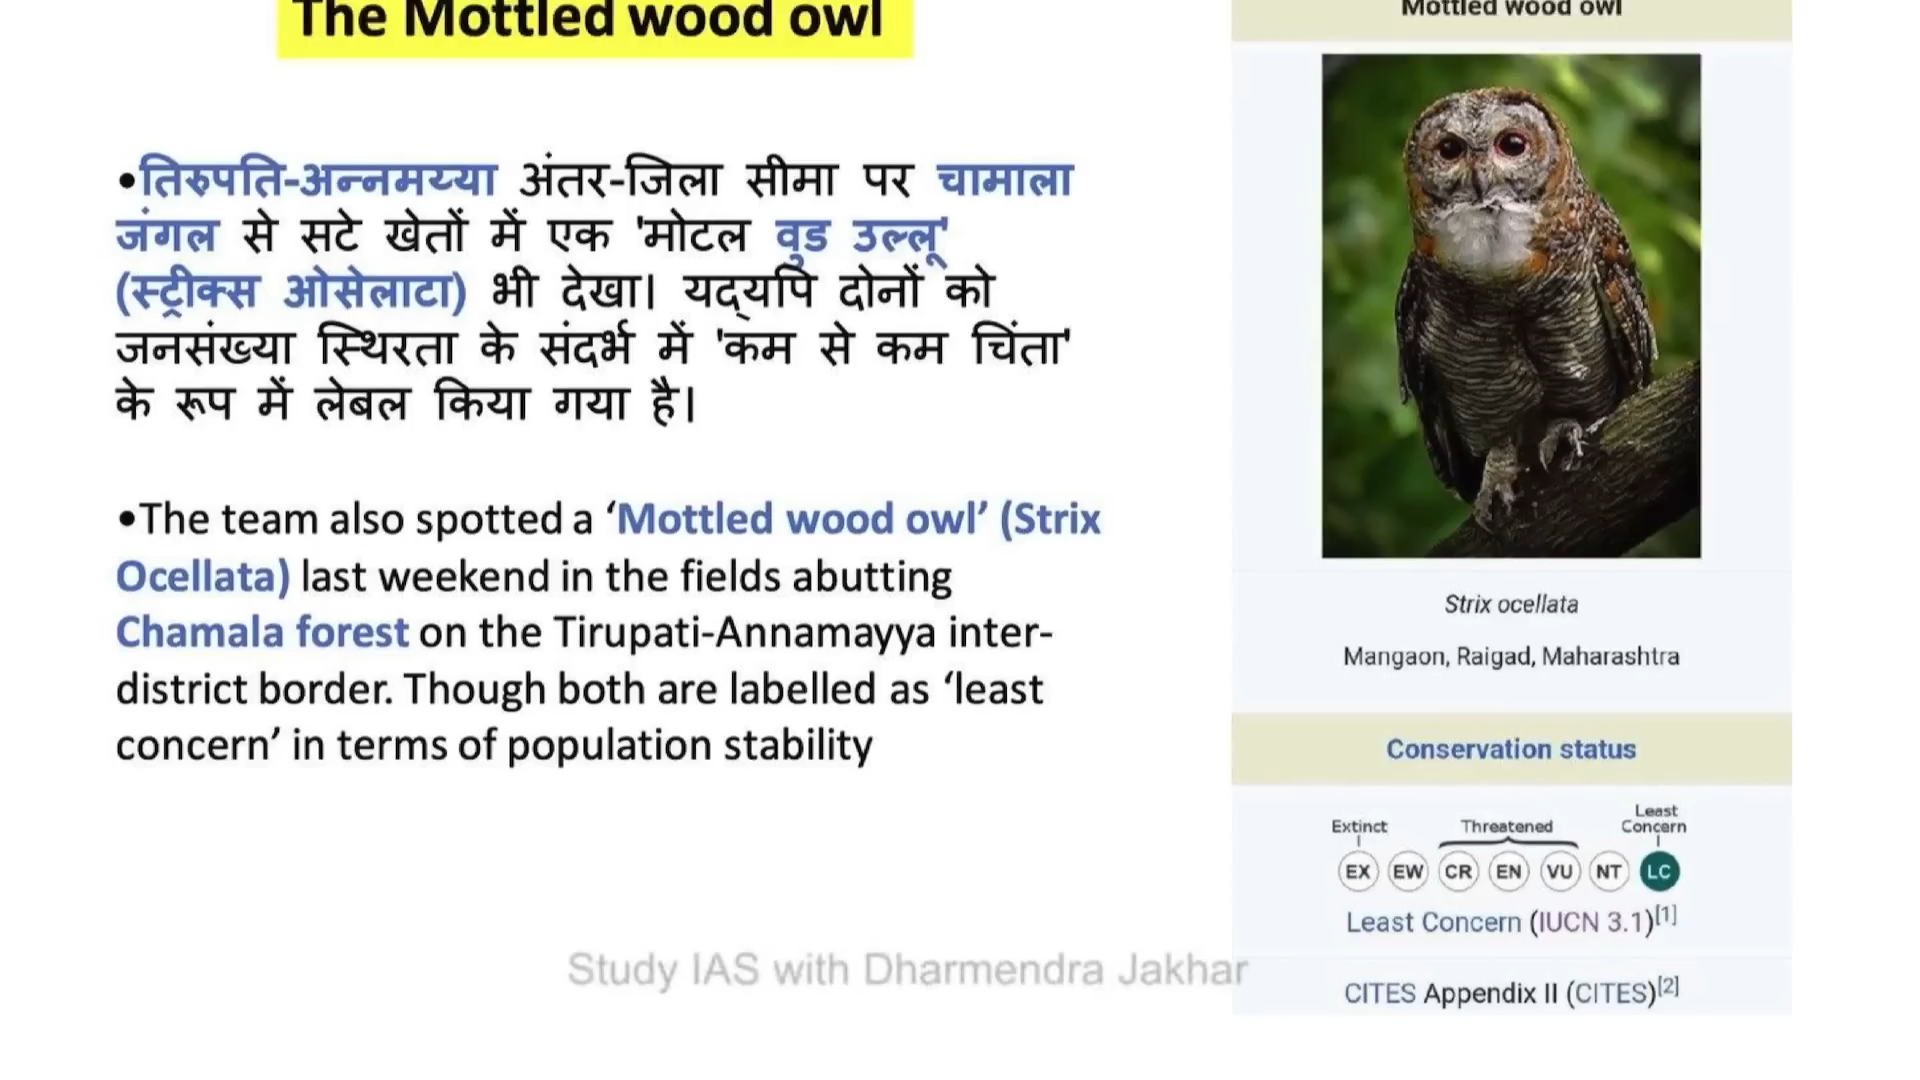 The Mottled wood owl
•तिरुपति-अन्नमय्या अंतर-जिला सीमा पर चामाला
जंगल से सटे खेतों में एक 'मोटल वुड उल्लू'
(स्ट्रीक्स ओसेलाटा) भी देखा। यद्यपि दोनों को
जनसंख्या स्थिरता के संदर्भ में 'कम से कम चिंता'
के रूप में लेबल किया गया है।
•The team also spotted a ‘Mottled wood owl’ (Strix
Ocellata) last weekend in the fields abutting
Chamala forest on the Tirupati-Annamayya inter-
district border. Though both are labelled as ‘least
concern’ in terms of population stability
Study IAS with Dharmendra Jakhar
Mottled wood owl
Strix ocellata
Mangaon, Raigad, Maharashtra
Conservation status
Extinct Threatened Least Concern
EX EW CR EN VU NT LC
Least Concern (IUCN 3.1)[1]
CITES Appendix II (CITES)[2]